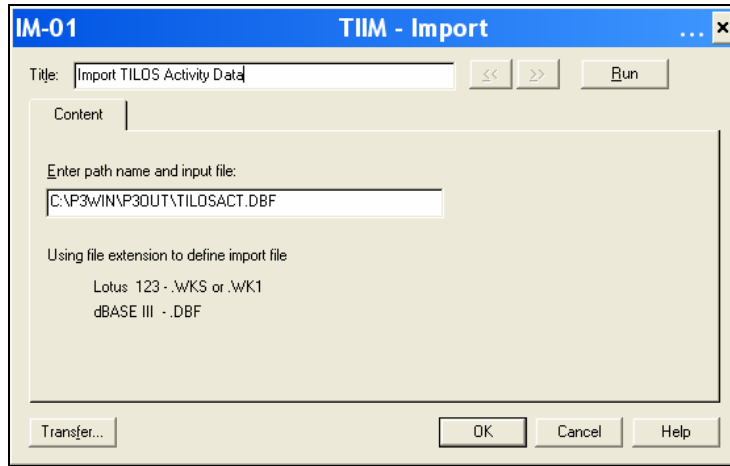 IM-01 TIIM - Import ... ×
Title: Import TILOS Activity Data << >> Run
Content
Enter path name and input file:
C:\P3WIN\P3OUT\TILOSACT.DBF
Using file extension to define import file
Lotus 123 - .WKS or .WK1
dBASE III - .DBF
Transfer... OK Cancel Help